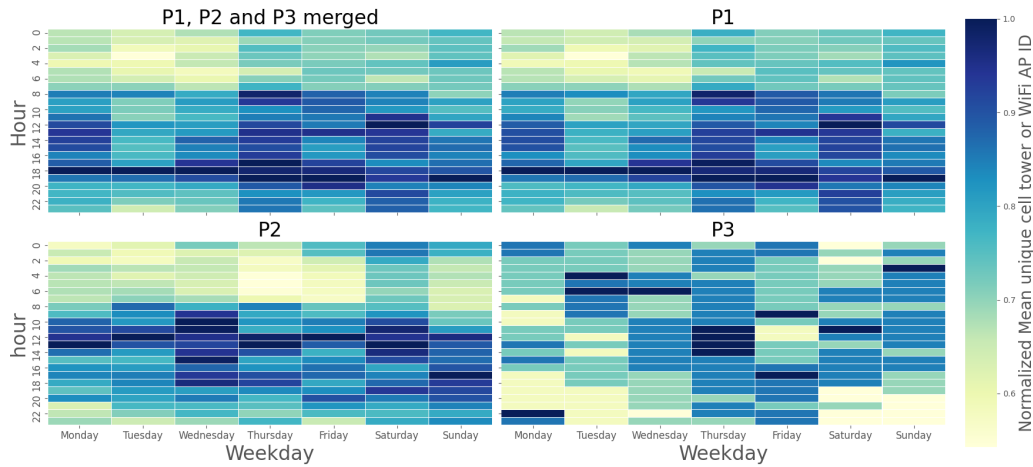 P1, P2 and P3 merged
P1
Hour
0
2
4
6
8
10
12
14
16
18
20
22
1.0
0.9
0.8
0.7
0.6
Normalized Mean unique cell tower or WiFi AP ID
P2
P3
hour
0
2
4
6
8
10
12
14
16
18
20
22
Monday Tuesday Wednesday Thursday Friday Saturday Sunday
Monday Tuesday Wednesday Thursday Friday Saturday Sunday
Weekday
Weekday